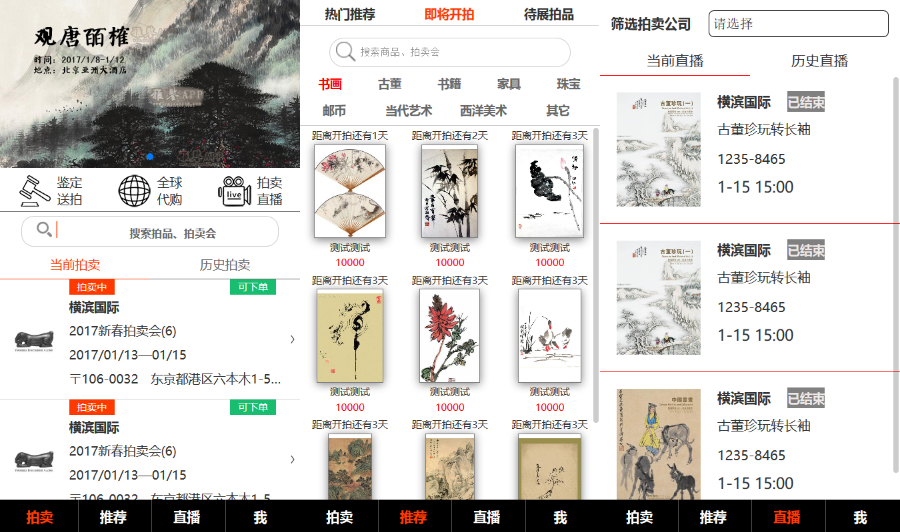 观唐皕榷
时间：2017/1/8-1/12
地点：北京亚洲大酒店
鉴定送拍
全球代购
拍卖直播
搜索拍品、拍卖会
当前拍卖
历史拍卖
拍卖中
可下单
横滨国际
2017新春拍卖会(6)
2017/01/13—01/15
〒106-0032 东京都港区六本木1-5...
拍卖中
可下单
横滨国际
2017新春拍卖会(6)
2017/01/13—01/15
〒106-0032 东京都港区六本木1-5
拍卖
推荐
直播
我
热门推荐
即将开拍
待展拍品
搜索商品、拍卖会
书画
古董
书籍
家具
珠宝
邮币
当代艺术
西洋美术
其它
距离开拍还有1天
距离开拍还有2天
距离开拍还有3天
测试测试
测试测试
测试测试
10000
10000
10000
距离开拍还有3天
距离开拍还有3天
距离开拍还有3天
测试测试
测试测试
测试测试
10000
10000
10000
距离开拍还有3天
距离开拍还有3天
距离开拍还有3天
拍卖
推荐
直播
我
筛选拍卖公司
请选择
当前直播
历史直播
古董珍玩(一)
横滨国际
已结束
古董珍玩转长袖
1235-8465
1-15 15:00
古董珍玩(一)
横滨国际
已结束
古董珍玩转长袖
1235-8465
1-15 15:00
中国书画
横滨国际
已结束
古董珍玩转长袖
1235-8465
1-15 15:00
拍卖
推荐
直播
我